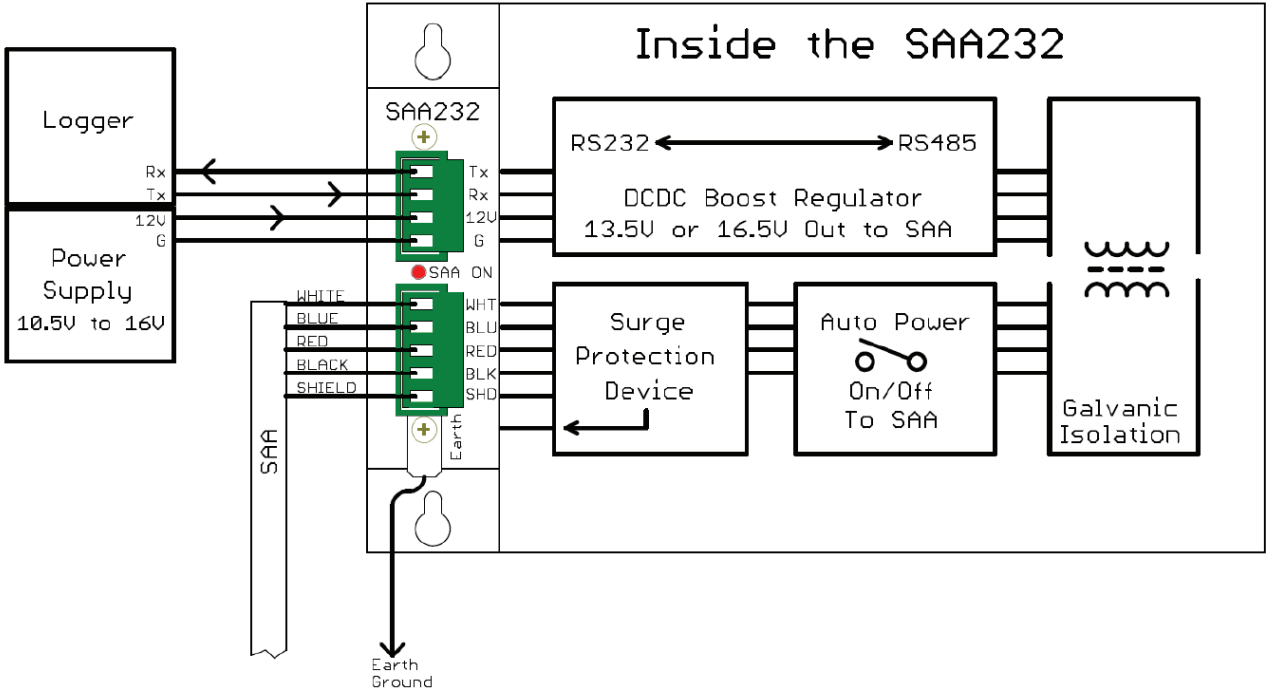 Inside the SAA232
Logger
Rx
Tx
12V
G
Power
Supply
10.5V to 16V
SAA232
Tx
Rx
12V
G
SAA ON
RS232
RS485
DCDC Boost Regulator
13.5V or 16.5V Out to SAA
WHITE
BLUE
RED
BLACK
SHIELD
SAA
WHT
BLU
RED
BLK
SHD
Earth
Surge
Protection
Device
Auto Power
On/Off
To SAA
Galvanic
Isolation
Earth
Ground